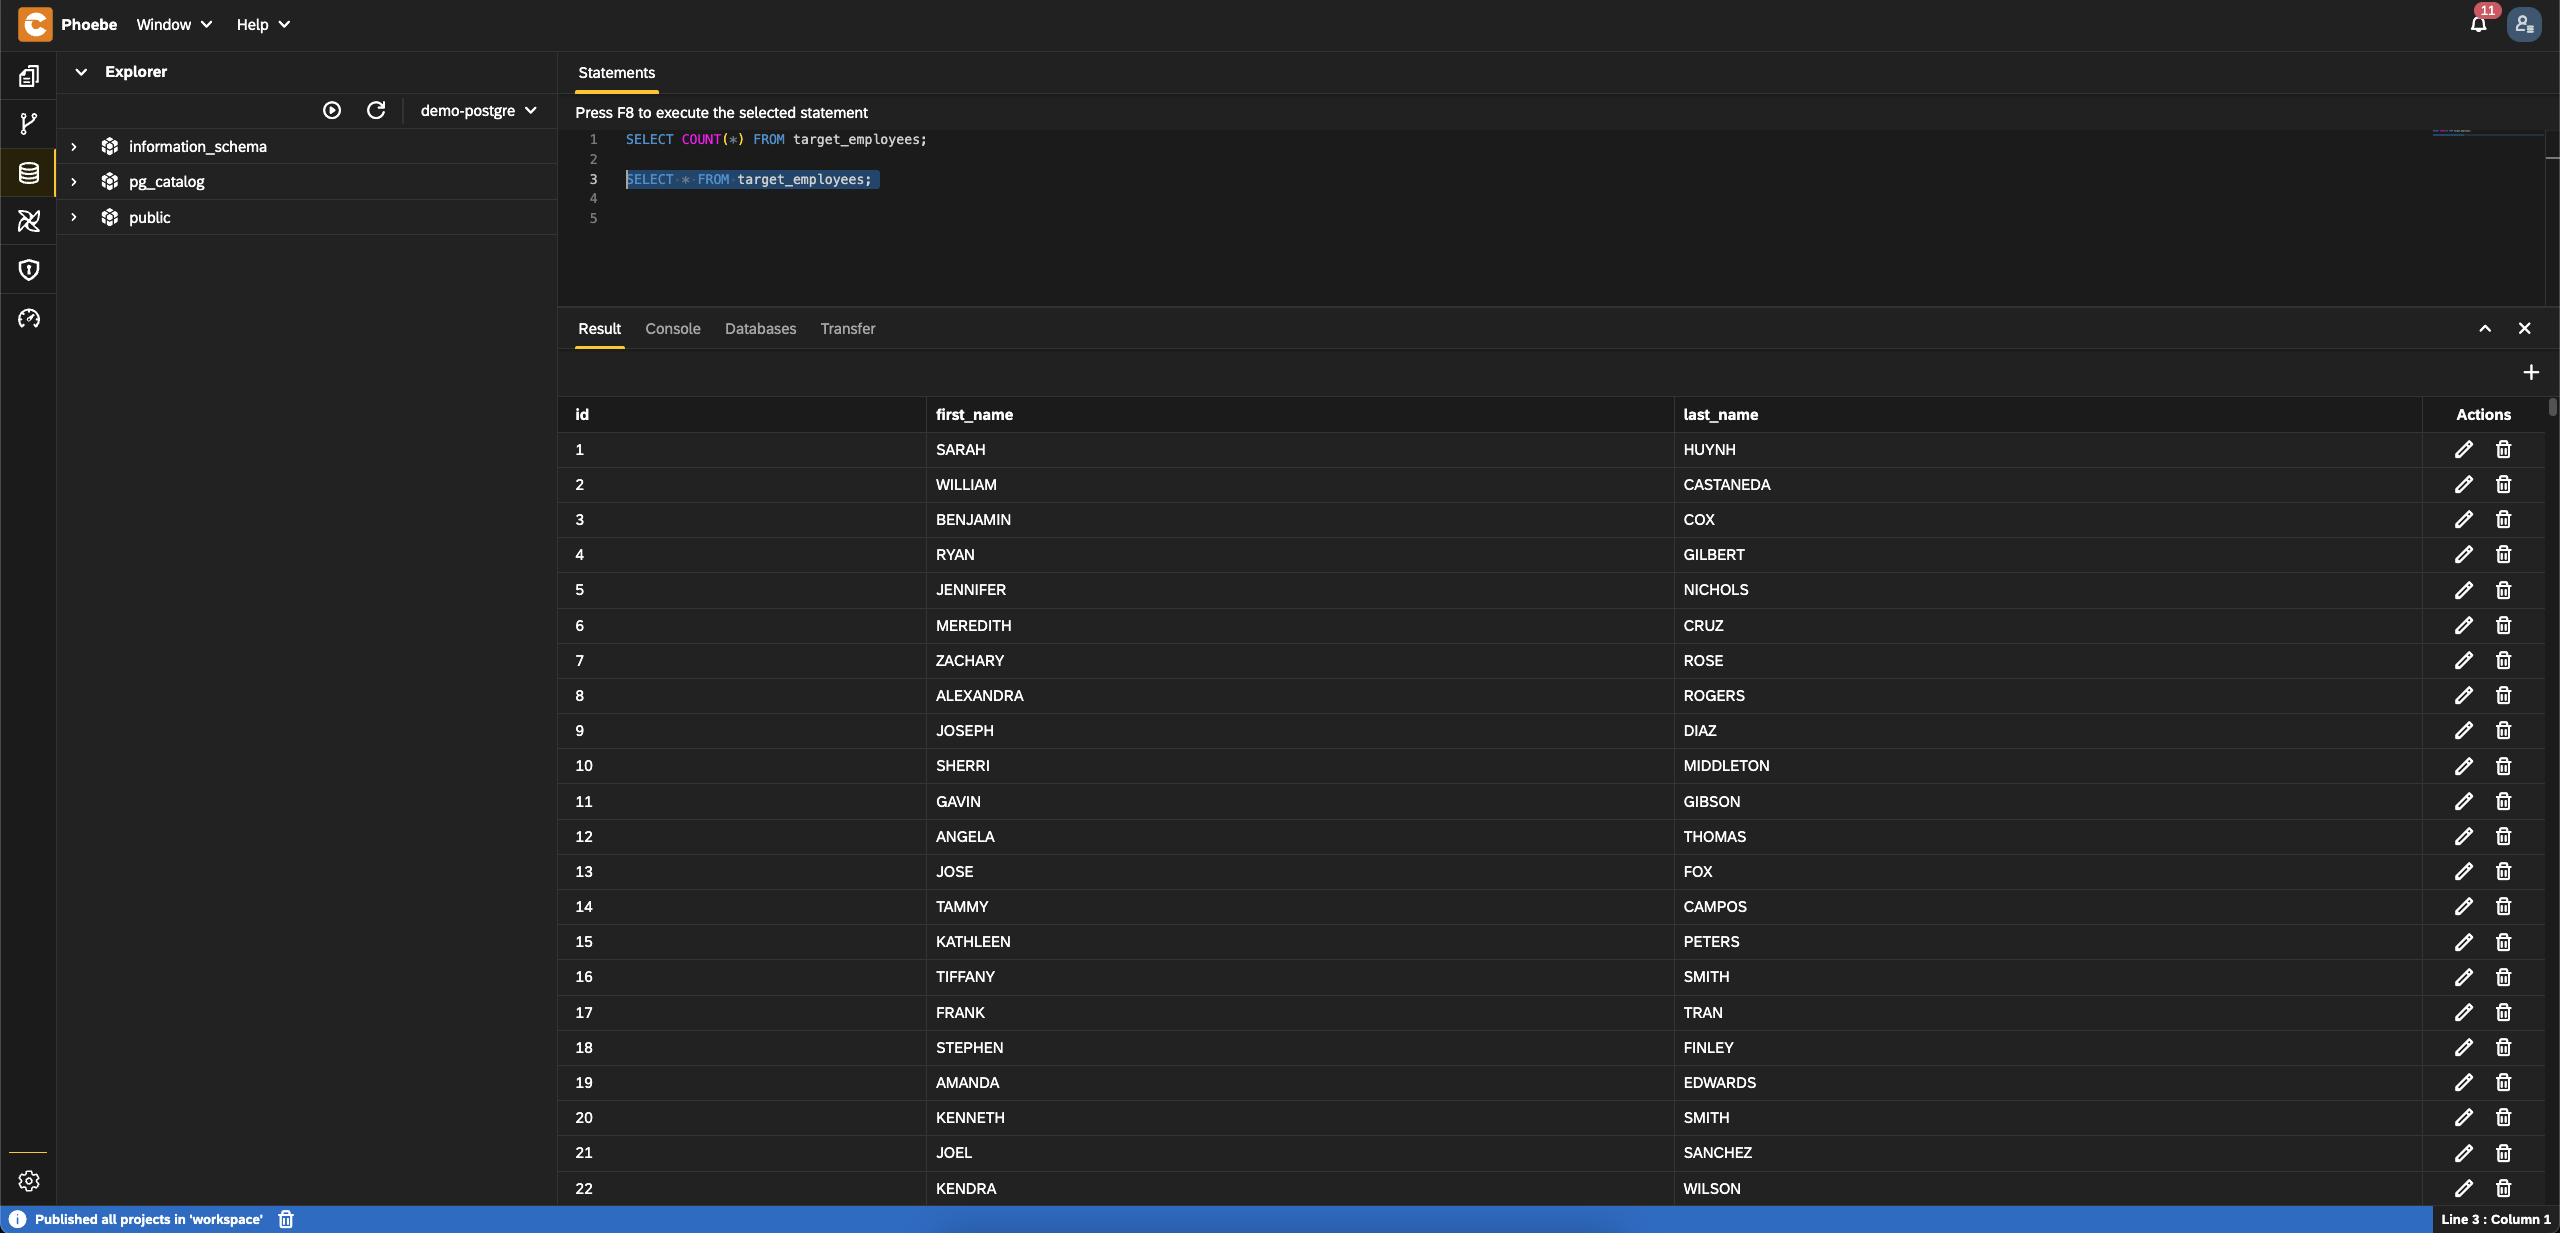 Phoebe Window Help 11
Explorer
demo-postgre
information_schema
pg_catalog
public
Statements
Press F8 to execute the selected statement
1 SELECT COUNT(*) FROM target_employees;
2
3 SELECT * FROM target_employees;
4
5
Result Console Databases Transfer
id first_name last_name Actions
1 SARAH HUYNH
2 WILLIAM CASTANEDA
3 BENJAMIN COX
4 RYAN GILBERT
5 JENNIFER NICHOLS
6 MEREDITH CRUZ
7 ZACHARY ROSE
8 ALEXANDRA ROGERS
9 JOSEPH DIAZ
10 SHERRI MIDDLETON
11 GAVIN GIBSON
12 ANGELA THOMAS
13 JOSE FOX
14 TAMMY CAMPOS
15 KATHLEEN PETERS
16 TIFFANY SMITH
17 FRANK TRAN
18 STEPHEN FINLEY
19 AMANDA EDWARDS
20 KENNETH SMITH
21 JOEL SANCHEZ
22 KENDRA WILSON
Published all projects in 'workspace'
Line 3 : Column 1